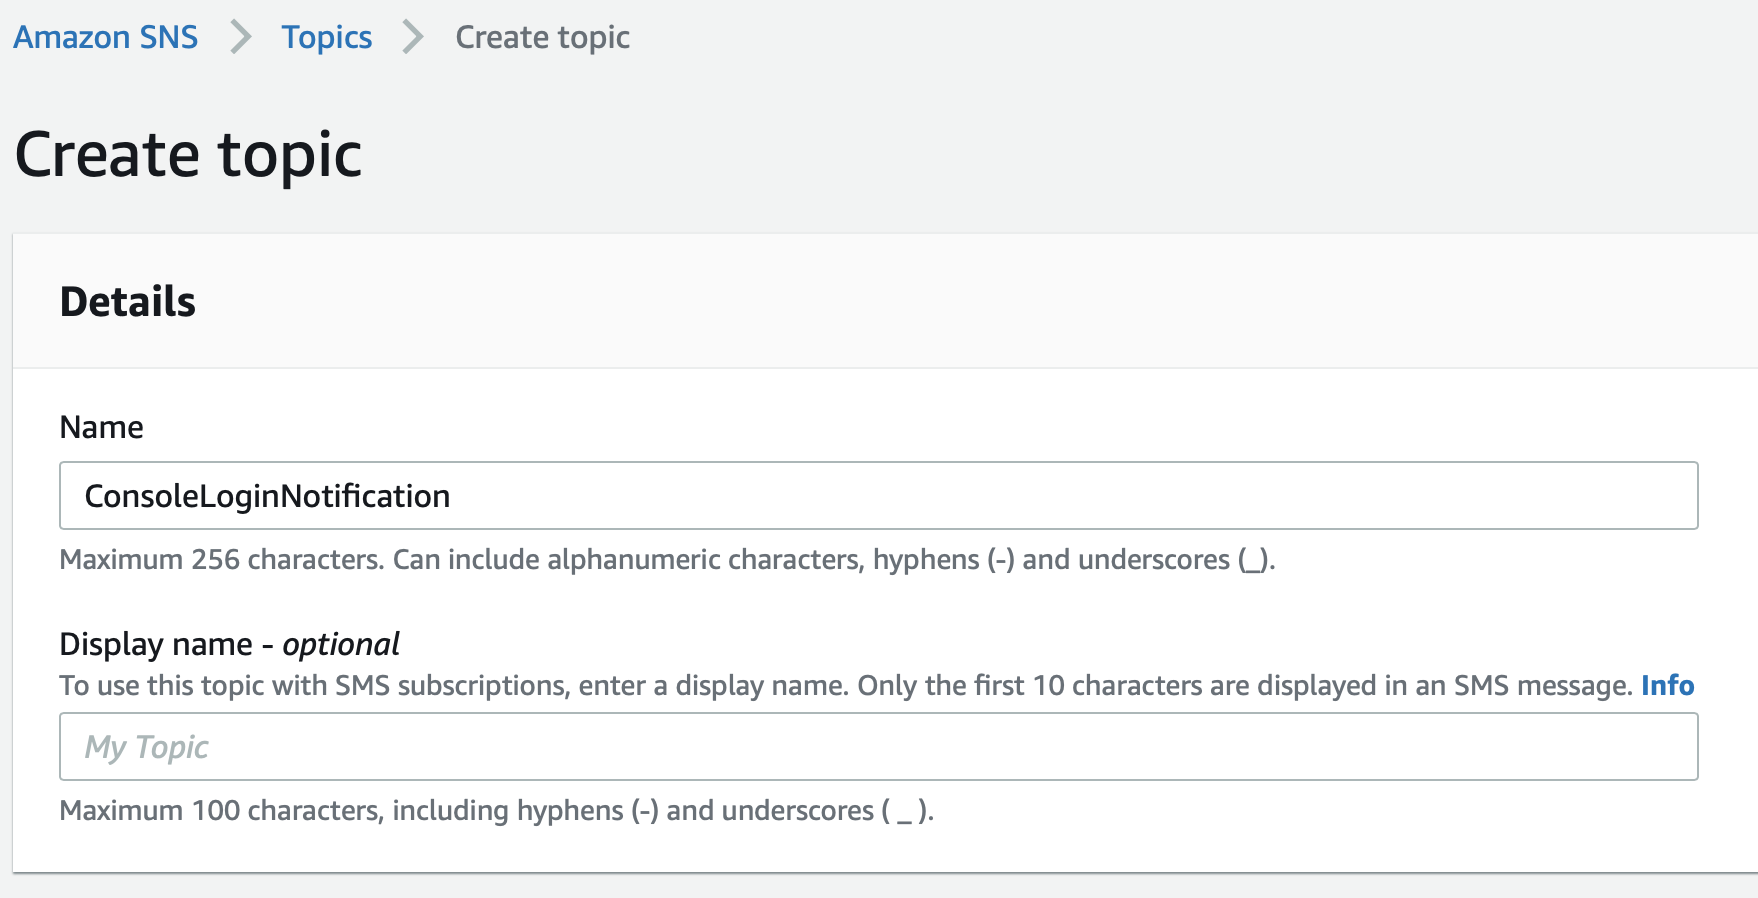 Amazon SNS > Topics > Create topic
Create topic
Details
Name
ConsoleLoginNotification
Maximum 256 characters. Can include alphanumeric characters, hyphens (-) and underscores (_).
Display name - optional
To use this topic with SMS subscriptions, enter a display name. Only the first 10 characters are displayed in an SMS message. Info
My Topic
Maximum 100 characters, including hyphens (-) and underscores ( _ ).